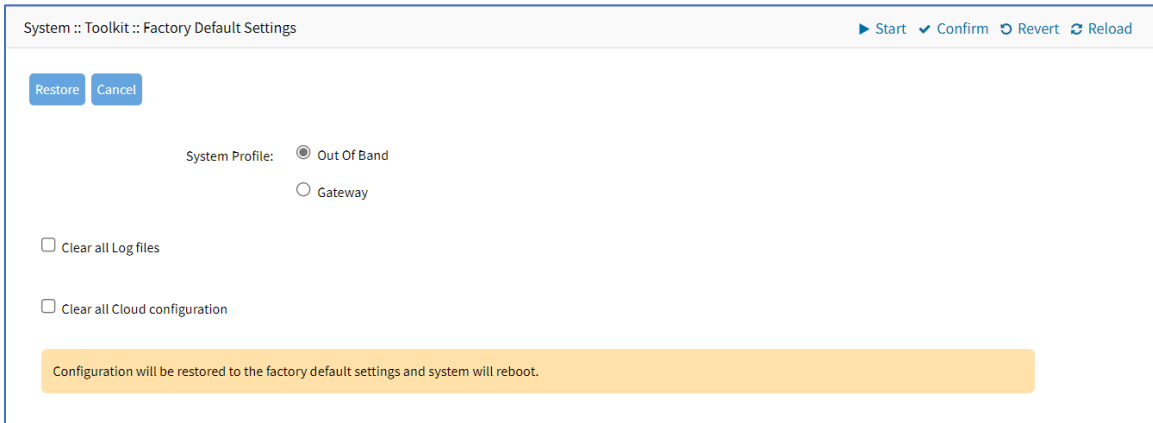 System :: Toolkit :: Factory Default Settings
Start Confirm Revert Reload
Restore Cancel
System Profile: Out Of Band
Gateway
Clear all Log files
Clear all Cloud configuration
Configuration will be restored to the factory default settings and system will reboot.